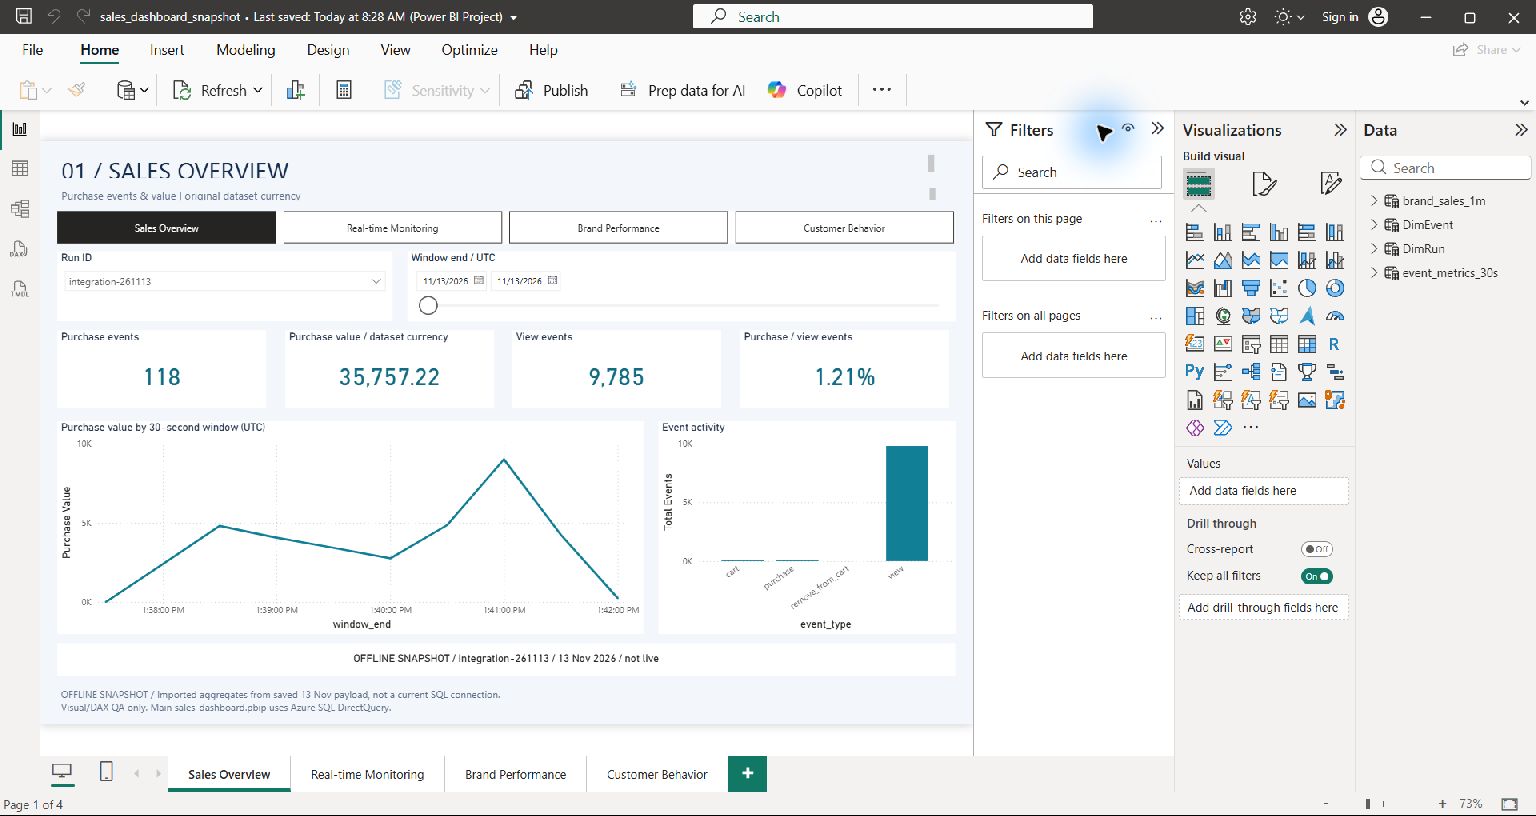 sales_dashboard_snapshot • Last saved: Today at 8:28 AM (Power BI Project)
Search
Sign in
File
Home
Insert
Modeling
Design
View
Optimize
Help
Share
Refresh
Sensitivity
Publish
Prep data for AI
Copilot
01 / SALES OVERVIEW
Purchase events & value | original dataset currency
Sales Overview
Real-time Monitoring
Brand Performance
Customer Behavior
Run ID
integration-261113
Window end / UTC
11/13/2026
11/13/2026
Purchase events
118
Purchase value / dataset currency
35,757.22
View events
9,785
Purchase / view events
1.21%
Purchase value by 30-second window (UTC)
Purchase Value
10K
5K
0K
1:38:00 PM
1:39:00 PM
1:40:00 PM
1:41:00 PM
1:42:00 PM
window_end
Event activity
Total Events
10K
5K
0K
cart
purchase
remove_from_cart
view
event_type
OFFLINE SNAPSHOT / integration-261113 / 13 Nov 2026 / not live
OFFLINE SNAPSHOT / Imported aggregates from saved 13 Nov payload, not a current SQL connection.
Visual/DAX QA only. Main sales-dashboard.pbip uses Azure SQL DirectQuery.
Filters
Search
Filters on this page
Add data fields here
Filters on all pages
Add data fields here
Visualizations
Build visual
R
Py
123
Values
Add data fields here
Drill through
Cross-report
Off
Keep all filters
On
Add drill-through fields here
Data
Search
brand_sales_1m
DimEvent
DimRun
event_metrics_30s
DAX
TMDL
Sales Overview
Real-time Monitoring
Brand Performance
Customer Behavior
+
Page 1 of 4
- + 73%